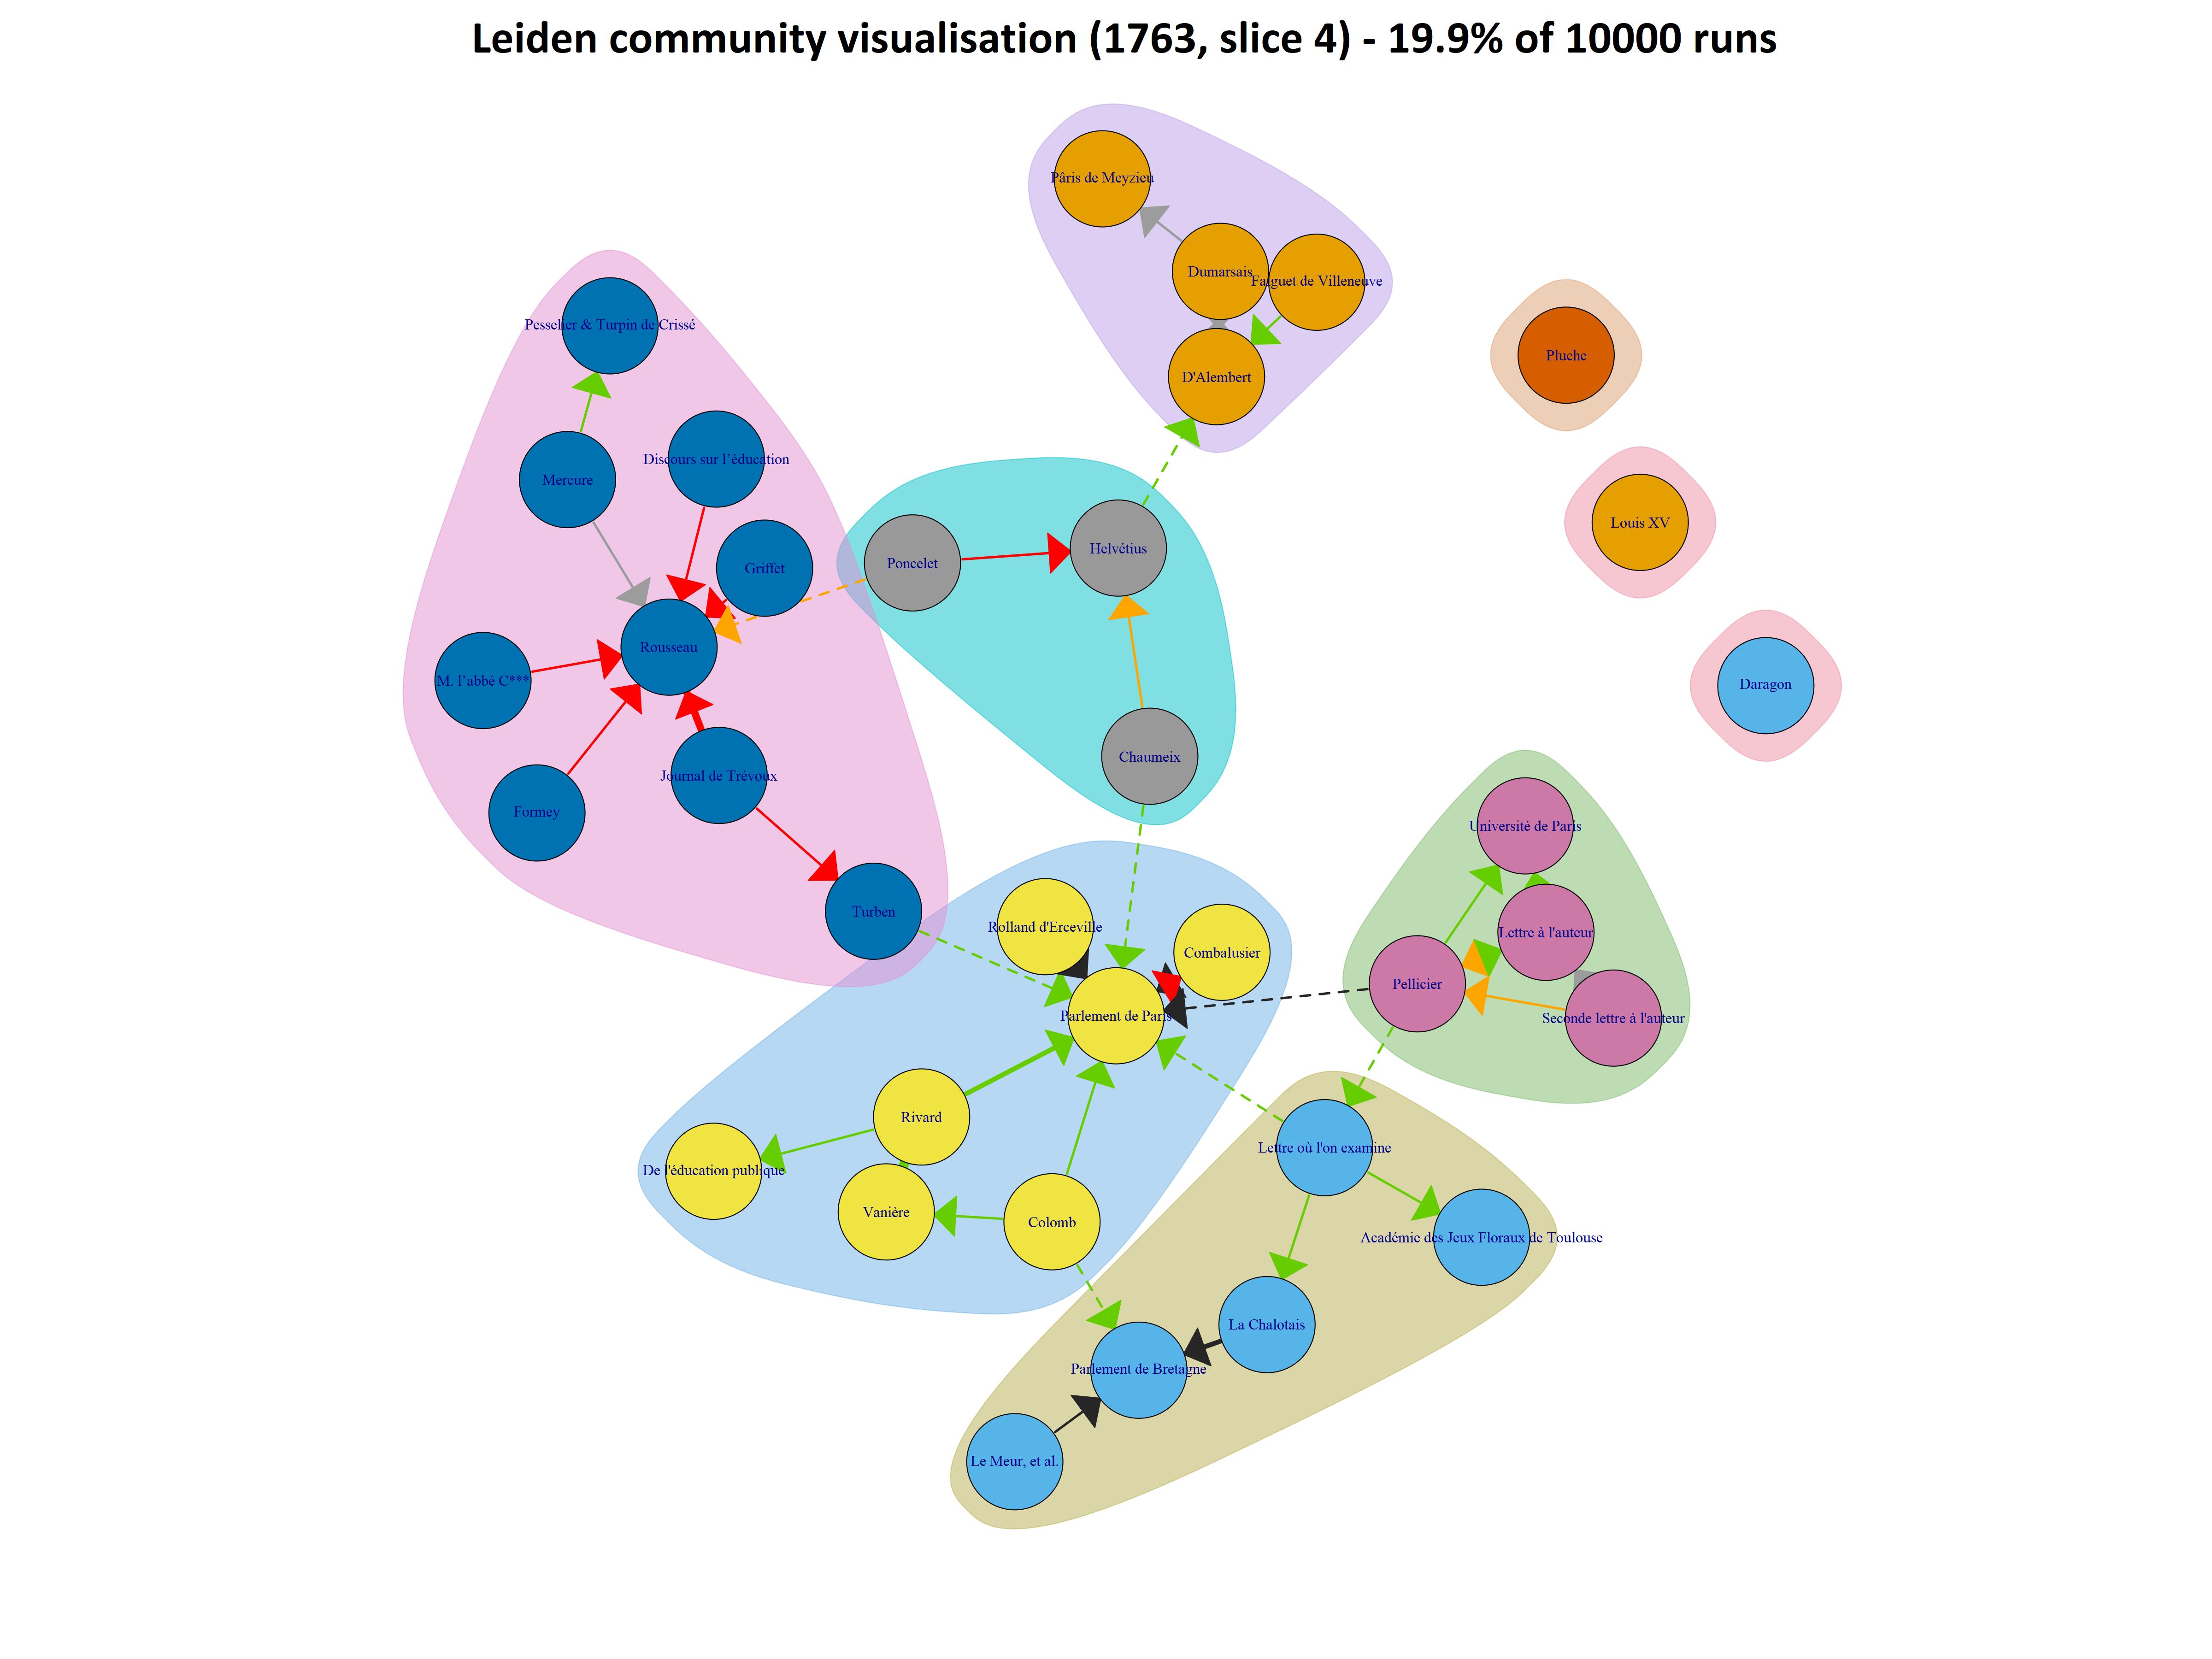 Leiden community visualisation (1763, slice 4) - 19.9% of 10000 runs
Pâris de Meyzieu
Dumarsais
Faiguet de Villeneuve
Pesselier & Turpin de Crissé
Pluche
D'Alembert
Discours sur l’éducation
Mercure
Louis XV
Helvétius
Poncelet
Griffet
Rousseau
M. l’abbé C***
Daragon
Chaumeix
Journal de Trévoux
Formey
Université de Paris
Turben
Rolland d'Erceville
Lettre à l'auteur
Combalusier
Pellicier
Parlement de Paris
Seconde lettre à l'auteur
Rivard
Lettre où l'on examine
De l'éducation publique
Vanière
Colomb
Académie des Jeux Floraux de Toulouse
La Chalotais
Parlement de Bretagne
Le Meur, et al.